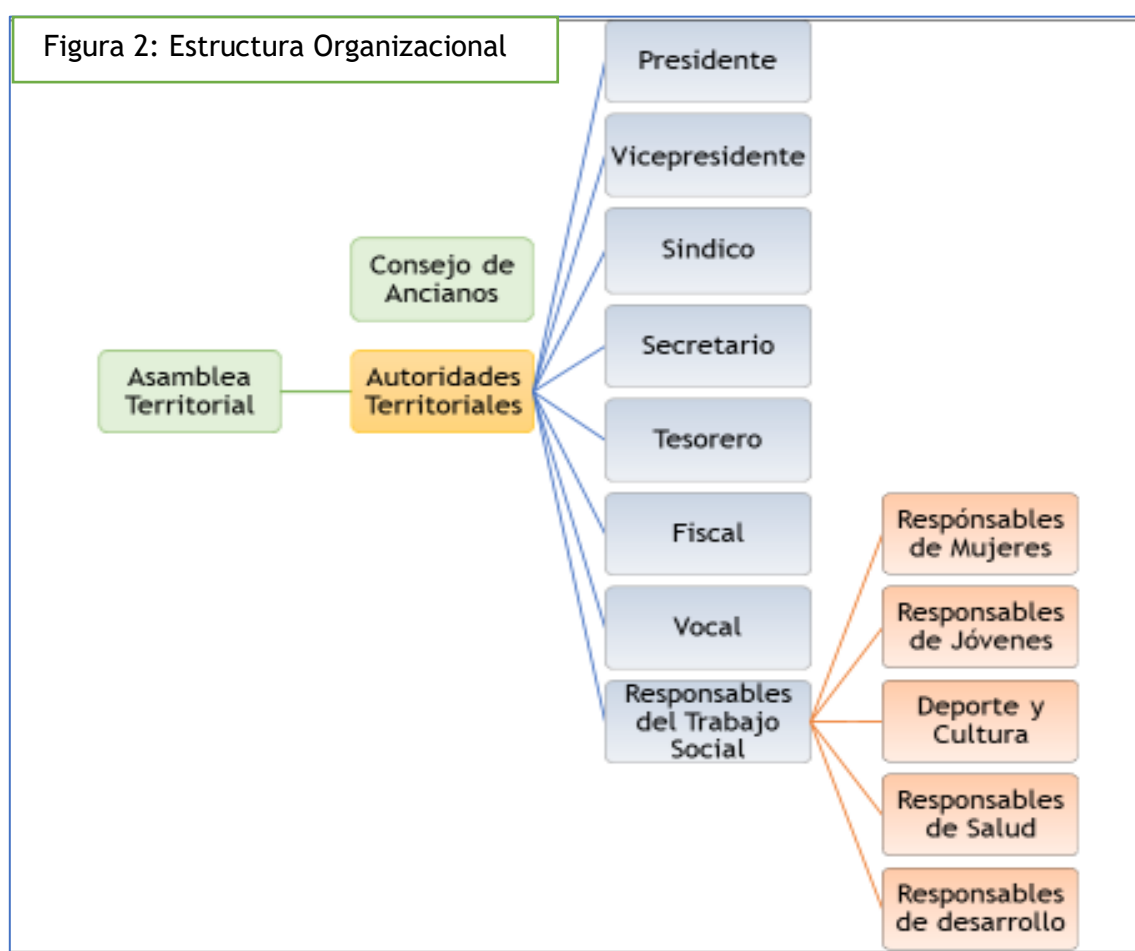 Figura 2: Estructura Organizacional
Presidente
Vicepresidente
Consejo de
Ancianos
Sindico
Secretario
Asamblea
Territorial
Autoridades
Territoriales
Tesorero
Fiscal
Vocal
Responsables
del Trabajo
Social
Respónsables
de Mujeres
Responsables
de Jóvenes
Deporte y
Cultura
Responsables
de Salud
Responsables
de desarrollo